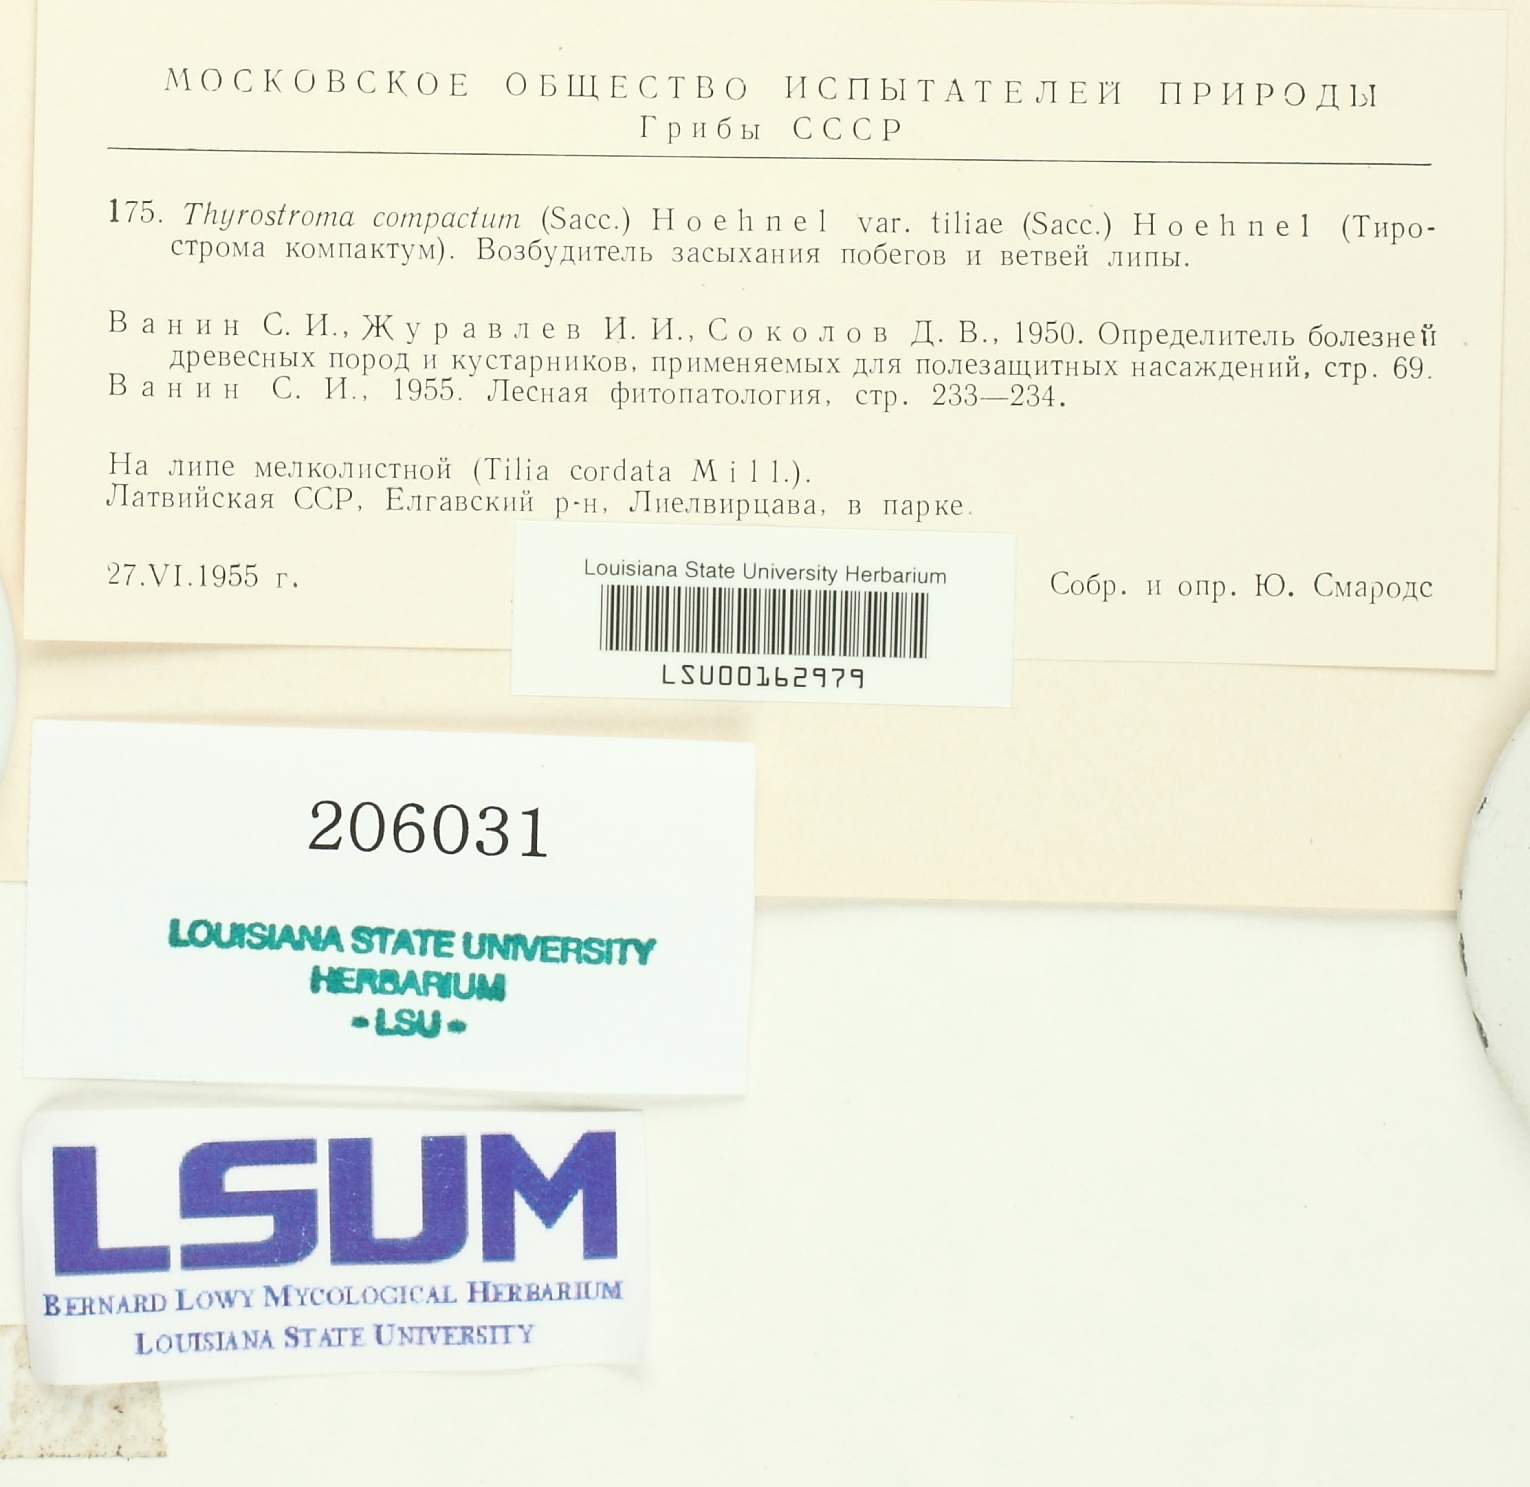 МОСКОВСКОЕ ОБЩЕСТВО ИСПЫТАТЕЛЕЙ ПРИРОДЫ
Грибы СССР
175. Thyrostroma compactum (Sacc.) Hoehnel var. tiliae (Sacc.) Hoehnel (Тиро-
строма компактум). Возбудитель засыхания побегов и ветвей липы.
Ванин С. И., Журавлев И. И., Соколов Д. В., 1950. Определитель болезней
древесных пород и кустарников, применяемых для полезащитных насаждений, стр. 69.
Ванин С. И., 1955. Лесная фитопатология, стр. 233—234.
На липе мелколистной (Tilia cordata Mill.).
Латвийская ССР, Елгавский р-н, Лиелвирцава, в парке.
27.VI.1955 г.
Собр. и опр. Ю. Смародс
Louisiana State University Herbarium
LSU00162979
206031
LOUISIANA STATE UNIVERSITY
HERBARIUM
- LSU -
LSUM
BERNARD LOWY MYCOLOGICAL HERBARIUM
LOUISIANA STATE UNIVERSITY